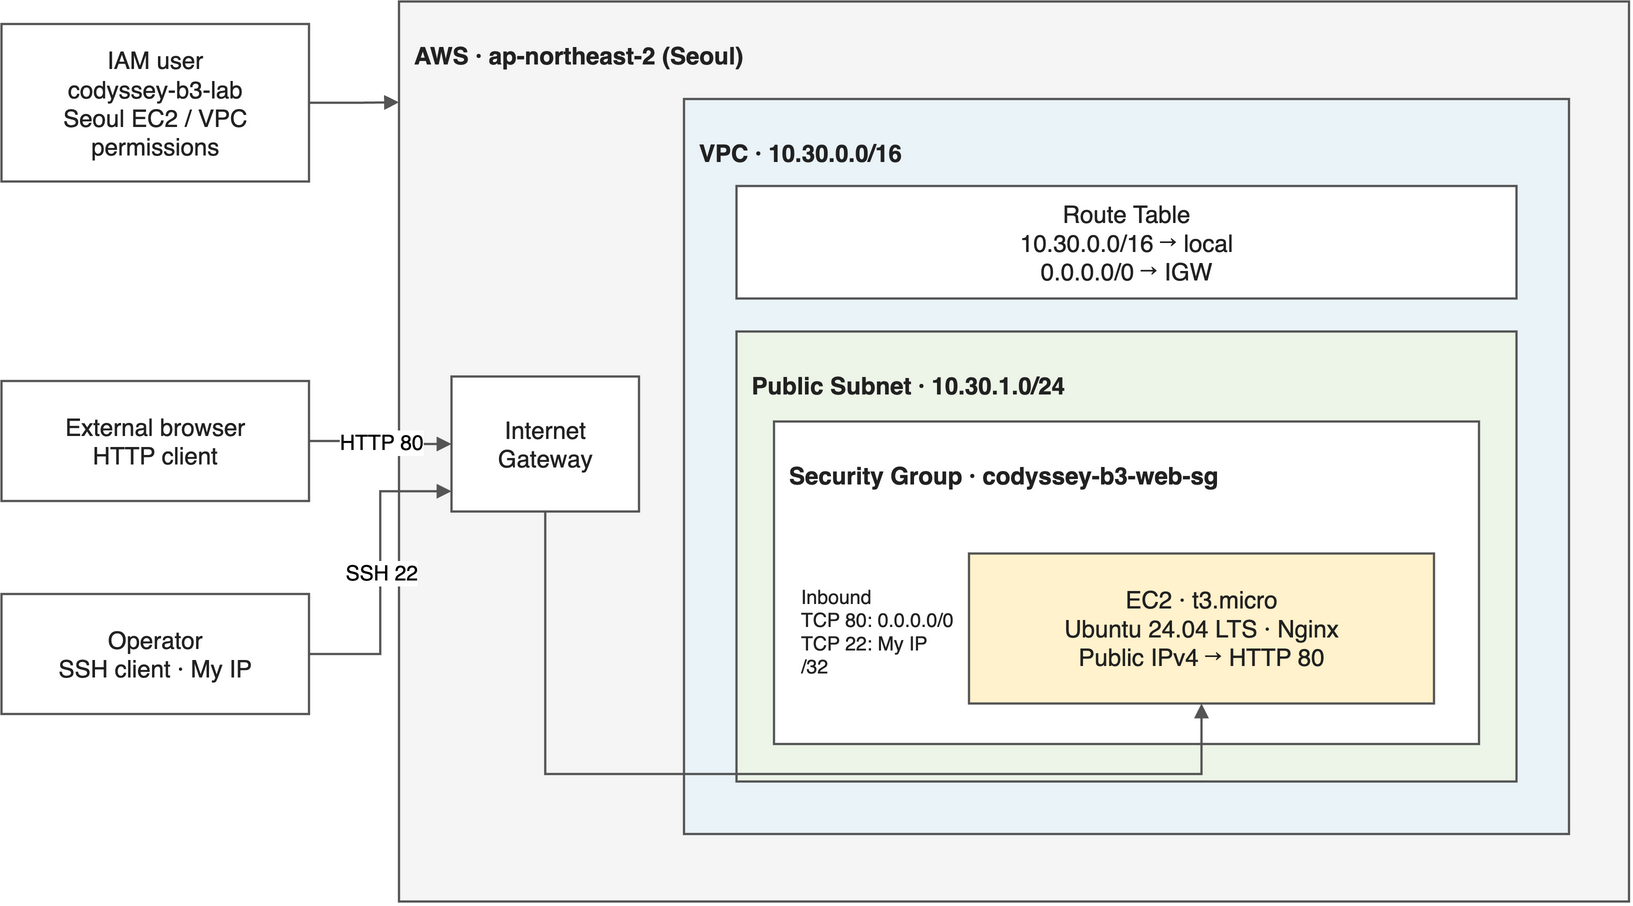 IAM user
codyssey-b3-lab
Seoul EC2 / VPC
permissions
AWS · ap-northeast-2 (Seoul)
VPC · 10.30.0.0/16
Route Table
10.30.0.0/16 → local
0.0.0.0/0 → IGW
External browser
HTTP client
HTTP 80
Internet
Gateway
Public Subnet · 10.30.1.0/24
Security Group · codyssey-b3-web-sg
SSH 22
Operator
SSH client · My IP
Inbound
TCP 80: 0.0.0.0/0
TCP 22: My IP
/32
EC2 · t3.micro
Ubuntu 24.04 LTS · Nginx
Public IPv4 → HTTP 80